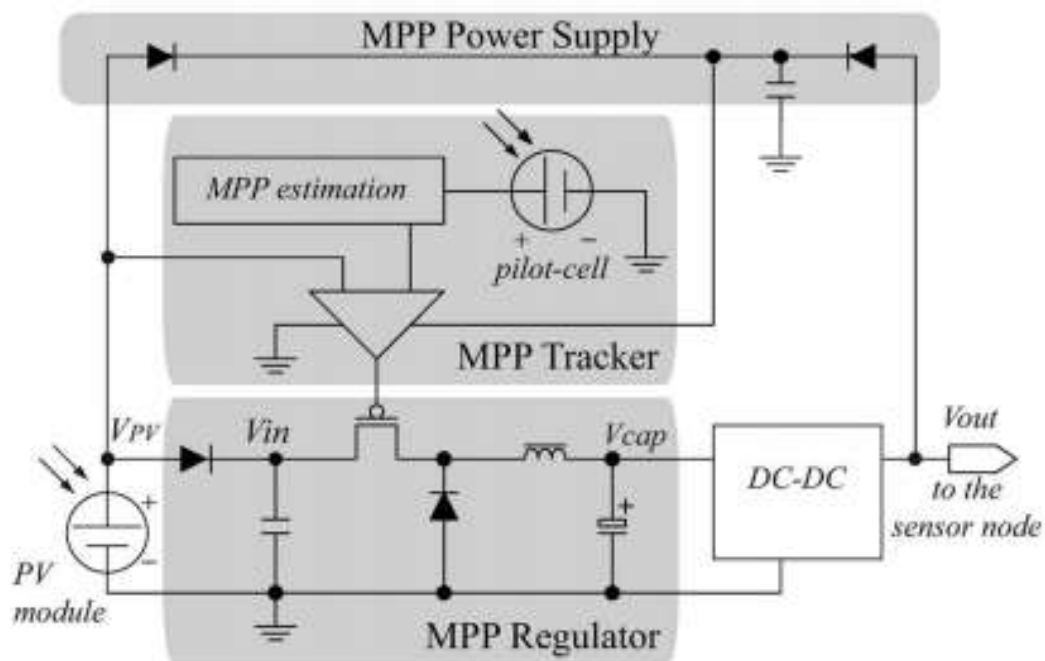 MPP Power Supply
MPP estimation
+ −
pilot-cell
MPP Tracker
VPV
Vin
Vcap
Vout
DC-DC
to the
sensor node
+
+
−
PV
module
MPP Regulator